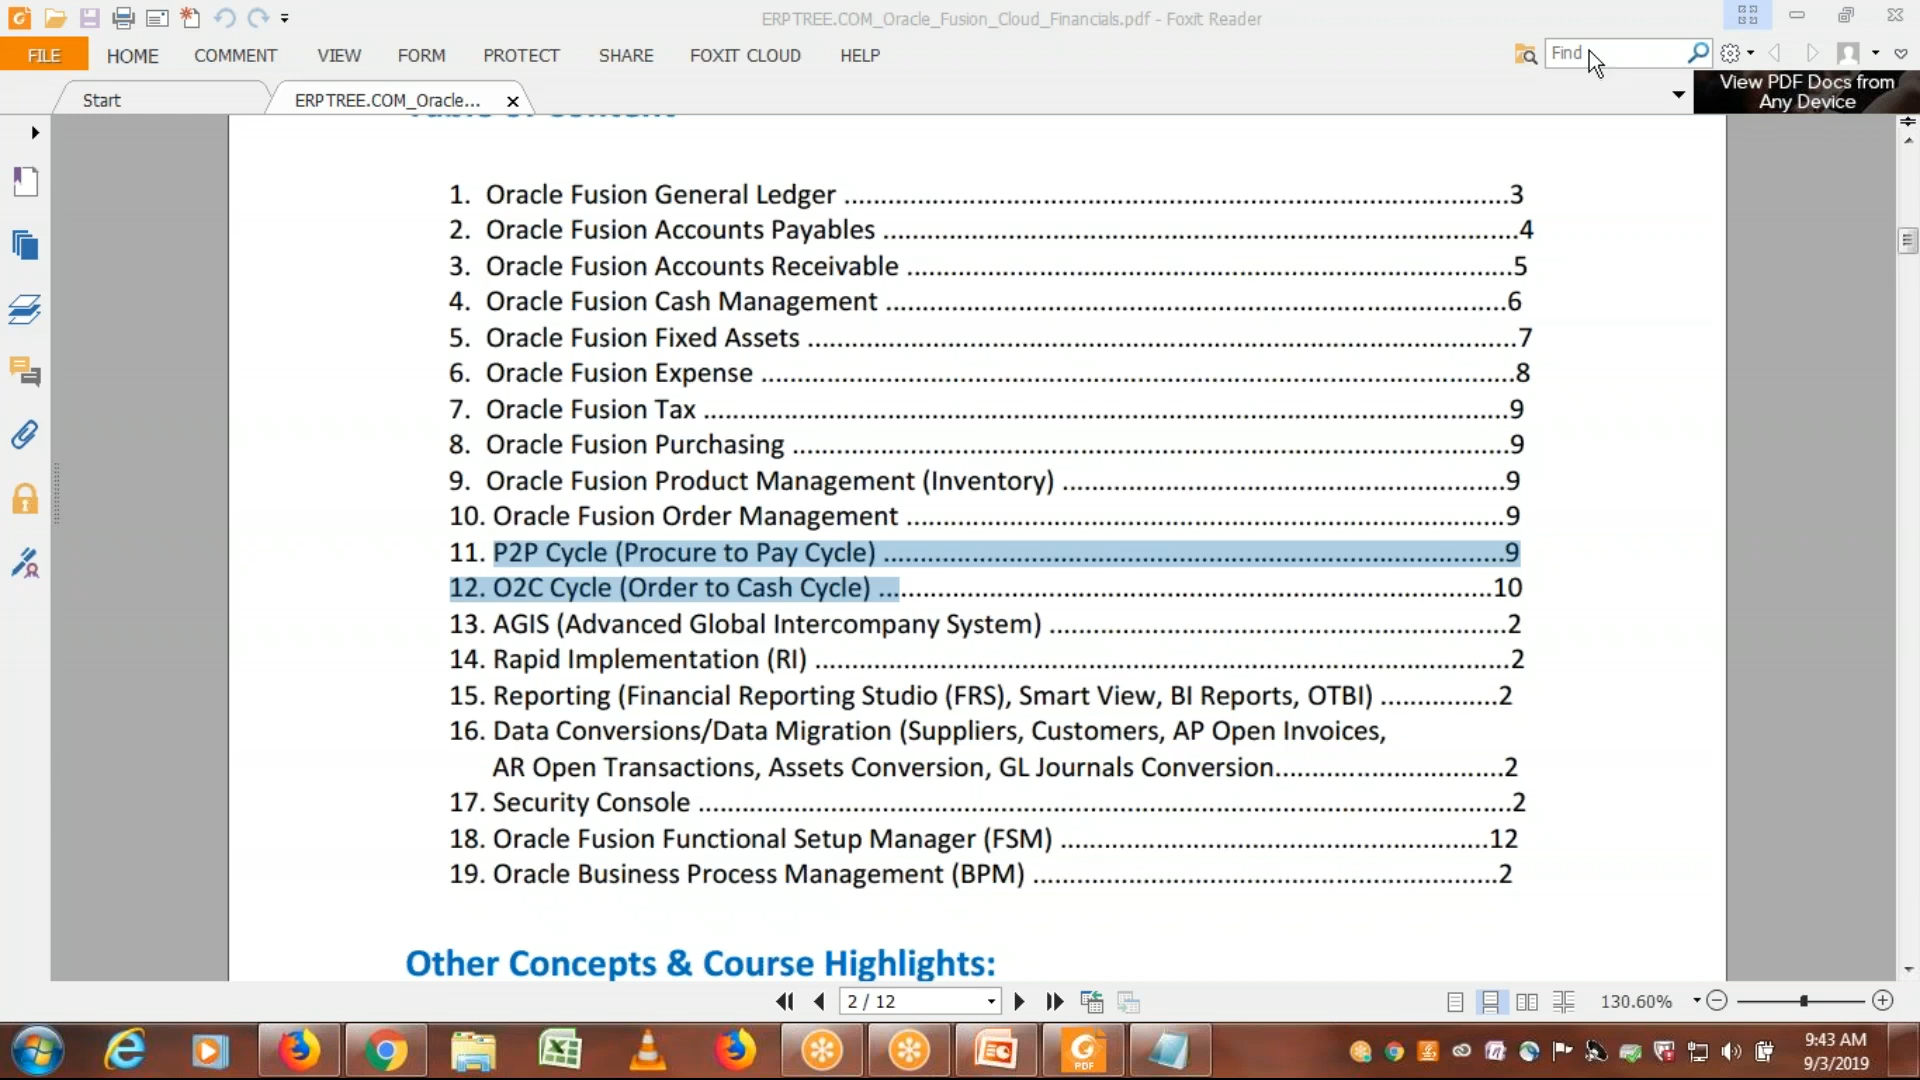 ERPTREE.COM_Oracle_Fusion_Cloud_Financials.pdf - Foxit Reader
FILE HOME COMMENT VIEW FORM PROTECT SHARE FOXIT CLOUD HELP
Find
View PDF Docs from
Any Device
Start ERPTREE.COM_Oracle...
1. Oracle Fusion General Ledger ..........................................................................................3
2. Oracle Fusion Accounts Payables ......................................................................................4
3. Oracle Fusion Accounts Receivable ..................................................................................5
4. Oracle Fusion Cash Management .....................................................................................6
5. Oracle Fusion Fixed Assets ................................................................................................7
6. Oracle Fusion Expense .......................................................................................................8
7. Oracle Fusion Tax ..............................................................................................................9
8. Oracle Fusion Purchasing ..................................................................................................9
9. Oracle Fusion Product Management (Inventory) ............................................................9
10. Oracle Fusion Order Management .................................................................................9
11. P2P Cycle (Procure to Pay Cycle) ....................................................................................9
12. O2C Cycle (Order to Cash Cycle) ...................................................................................10
13. AGIS (Advanced Global Intercompany System) ..............................................................2
14. Rapid Implementation (RI) ..............................................................................................2
15. Reporting (Financial Reporting Studio (FRS), Smart View, BI Reports, OTBI) ................2
16. Data Conversions/Data Migration (Suppliers, Customers, AP Open Invoices,
AR Open Transactions, Assets Conversion, GL Journals Conversion...............................2
17. Security Console ..............................................................................................................2
18. Oracle Fusion Functional Setup Manager (FSM) ..........................................................12
19. Oracle Business Process Management (BPM) ................................................................2
Other Concepts & Course Highlights:
2 / 12
130.60%
PDF
9:43 AM
9/3/2019